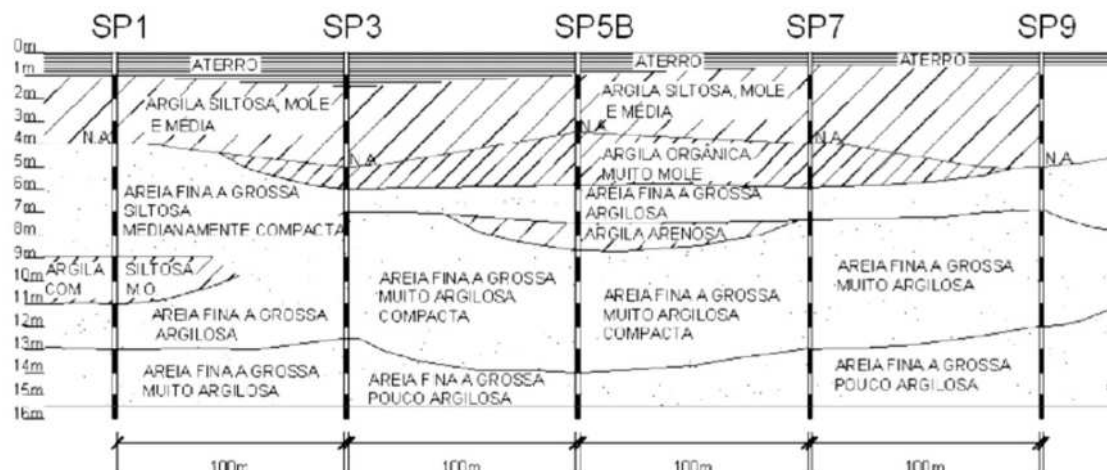 SP1 SP3 SP5B SP7 SP9
0m
1m
2m
3m
4m
5m
6m
7m
8m
9m
10m
11m
12m
13m
14m
15m
16m
ATERRO
ATERRO
ATERRO
ARGILA SILTOSA, MOLE
E MÉDIA
ARGILA SILTOSA, MOLE
E MÉDIA
N.A.
N.A.
N.A.
N.A.
N.A.
ARGILA ORGÂNICA
MUITO MOLE
AREIA FINA A GROSSA
SILTOSA
MEDIANAMENTE COMPACTA
AREIA FINA A GROSSA
ARGILOSA
ARGILA ARENOSA
ARGILA SILTOSA
COM M.O.
AREIA FINA A GROSSA
MUITO ARGILOSA
COMPACTA
AREIA FINA A GROSSA
MUITO ARGILOSA
COMPACTA
AREIA FINA A GROSSA
MUITO ARGILOSA
AREIA FINA A GROSSA
ARGILOSA
AREIA FINA A GROSSA
MUITO ARGILOSA
AREIA FINA A GROSSA
POUCO ARGILOSA
AREIA FINA A GROSSA
POUCO ARGILOSA
100m 100m 100m 100m